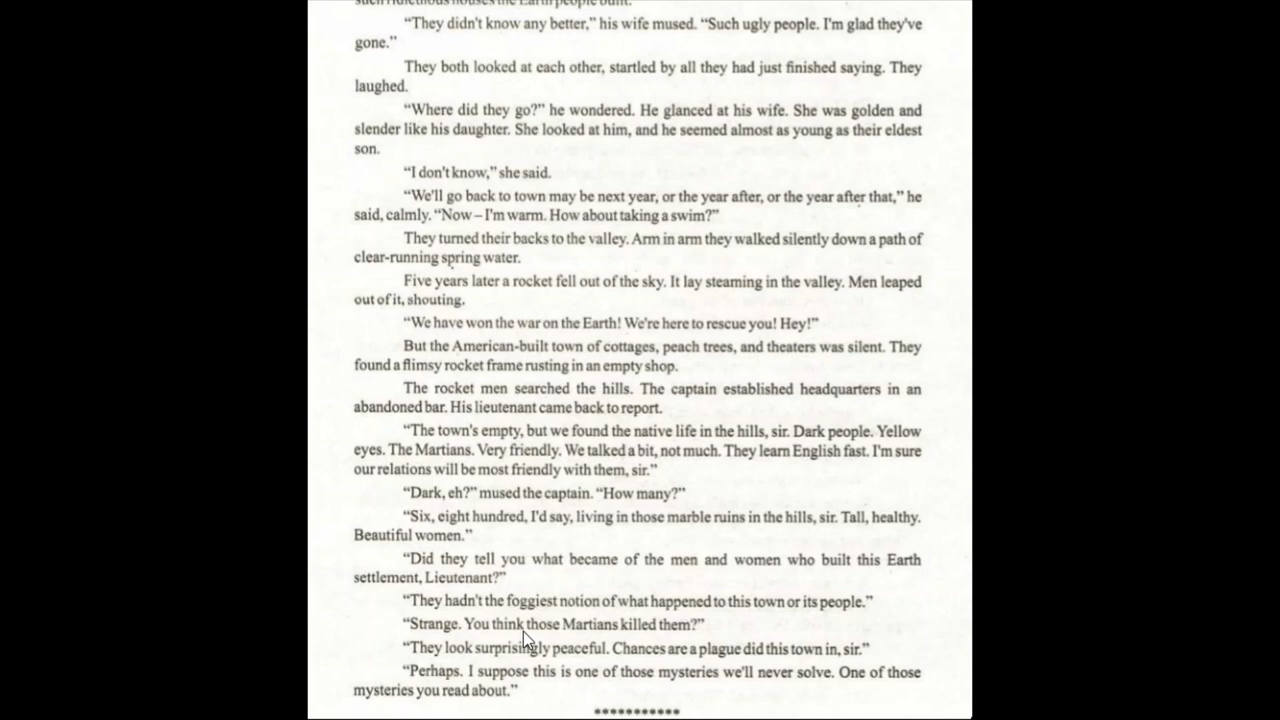 such ridiculous houses the Earth people built.
“They didn't know any better,” his wife mused. “Such ugly people. I'm glad they've
gone.”
They both looked at each other, startled by all they had just finished saying. They
laughed.
“Where did they go?” he wondered. He glanced at his wife. She was golden and
slender like his daughter. She looked at him, and he seemed almost as young as their eldest
son.
“I don't know,” she said.
“We'll go back to town may be next year, or the year after, or the year after that,” he
said, calmly. “Now – I'm warm. How about taking a swim?”
They turned their backs to the valley. Arm in arm they walked silently down a path of
clear-running spring water.
Five years later a rocket fell out of the sky. It lay steaming in the valley. Men leaped
out of it, shouting.
“We have won the war on the Earth! We're here to rescue you! Hey!”
But the American-built town of cottages, peach trees, and theaters was silent. They
found a flimsy rocket frame rusting in an empty shop.
The rocket men searched the hills. The captain established headquarters in an
abandoned bar. His lieutenant came back to report.
“The town's empty, but we found the native life in the hills, sir. Dark people. Yellow
eyes. The Martians. Very friendly. We talked a bit, not much. They learn English fast. I'm sure
our relations will be most friendly with them, sir.”
“Dark, eh?” mused the captain. “How many?”
“Six, eight hundred, I'd say, living in those marble ruins in the hills, sir. Tall, healthy.
Beautiful women.”
“Did they tell you what became of the men and women who built this Earth
settlement, Lieutenant?”
“They hadn't the foggiest notion of what happened to this town or its people.”
“Strange. You think those Martians killed them?”
“They look surprisingly peaceful. Chances are a plague did this town in, sir.”
“Perhaps. I suppose this is one of those mysteries we'll never solve. One of those
mysteries you read about.”
***********